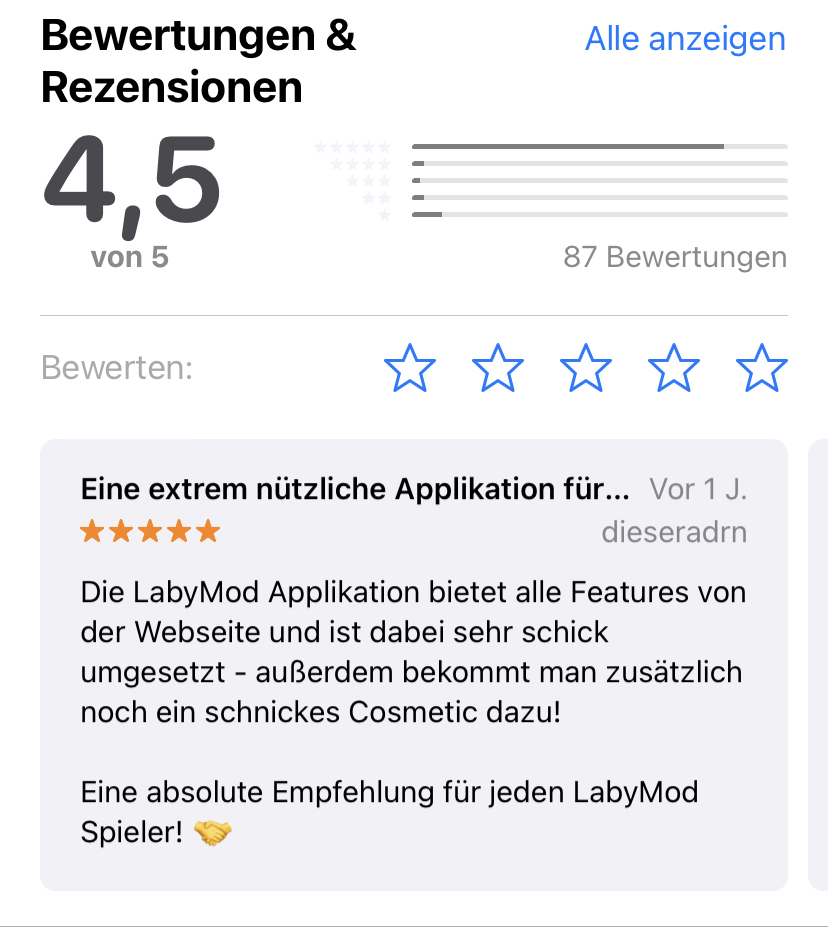 Bewertungen &
Rezensionen
Alle anzeigen
4,5
von 5
87 Bewertungen
Bewerten:
Eine extrem nützliche Applikation für...
Vor 1 J.
dieseradrn
Die LabyMod Applikation bietet alle Features von
der Webseite und ist dabei sehr schick
umgesetzt - außerdem bekommt man zusätzlich
noch ein schnickes Cosmetic dazu!
Eine absolute Empfehlung für jeden LabyMod
Spieler! 🤝